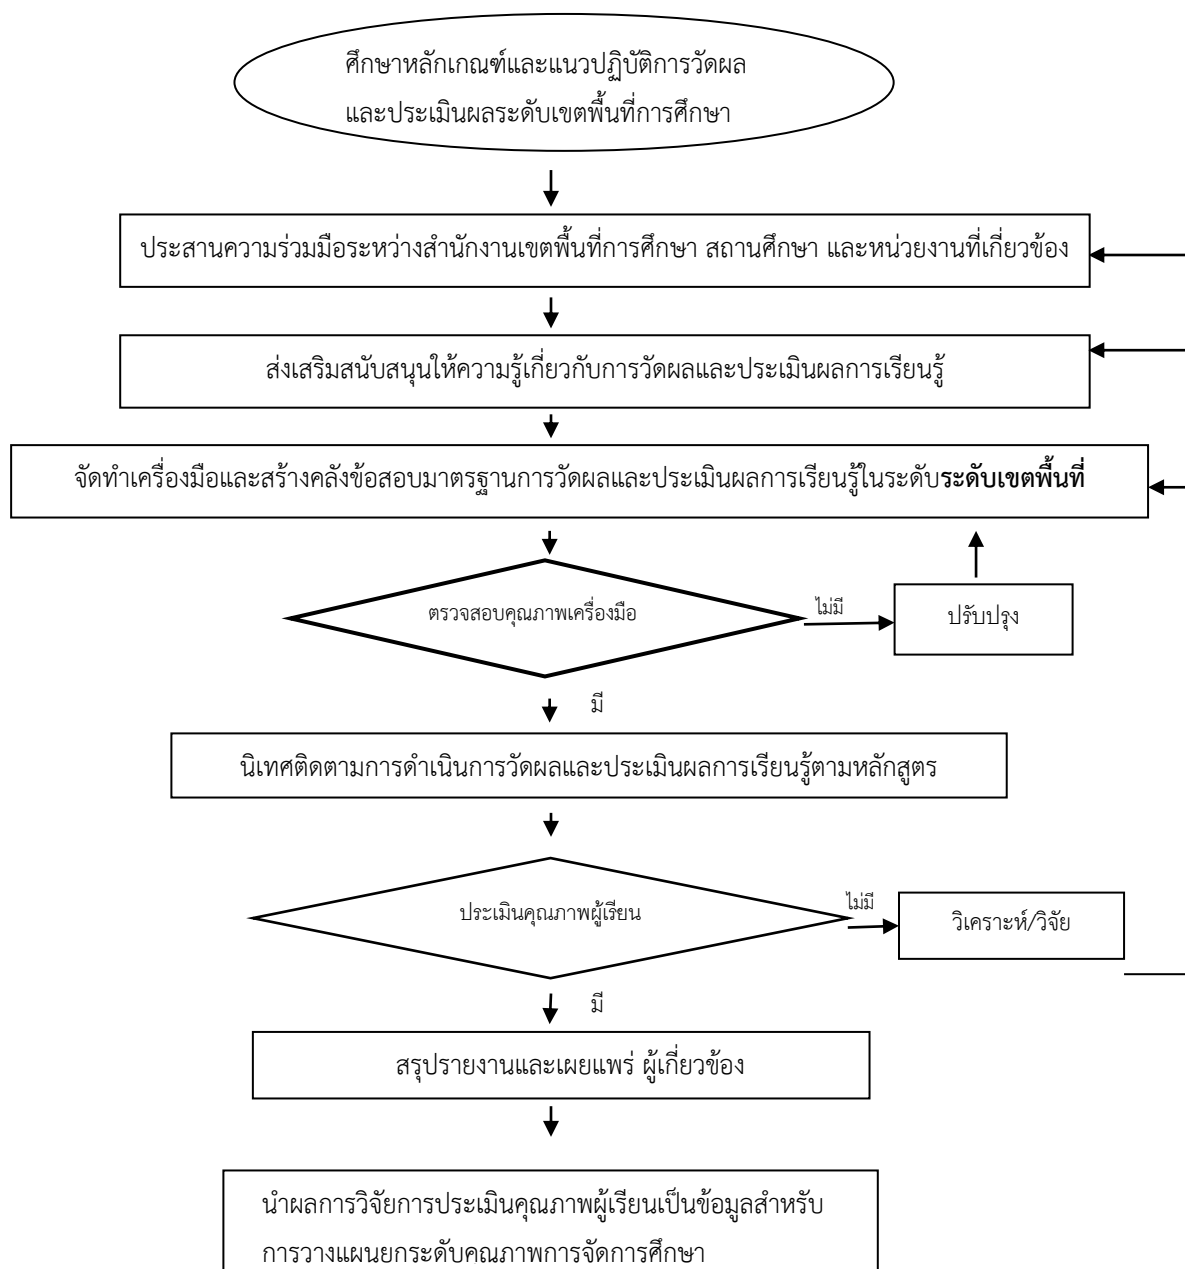 ศึกษาหลักเกณฑ์และแนวปฏิบัติการวัดผล
และประเมินผลระดับเขตพื้นที่การศึกษา
ประสานความร่วมมือระหว่างสำนักงานเขตพื้นที่การศึกษา สถานศึกษา และหน่วยงานที่เกี่ยวข้อง
ส่งเสริมสนับสนุนให้ความรู้เกี่ยวกับการวัดผลและประเมินผลการเรียนรู้
จัดทำเครื่องมือและสร้างคลังข้อสอบมาตรฐานการวัดผลและประเมินผลการเรียนรู้ในระดับระดับเขตพื้นที่
ตรวจสอบคุณภาพเครื่องมือ
ไม่มี
ปรับปรุง
มี
นิเทศติดตามการดำเนินการวัดผลและประเมินผลการเรียนรู้ตามหลักสูตร
ประเมินคุณภาพผู้เรียน
ไม่มี
วิเคราะห์/วิจัย
มี
สรุปรายงานและเผยแพร่ ผู้เกี่ยวข้อง
นำผลการวิจัยการประเมินคุณภาพผู้เรียนเป็นข้อมูลสำหรับ
การวางแผนยกระดับคุณภาพการจัดการศึกษา